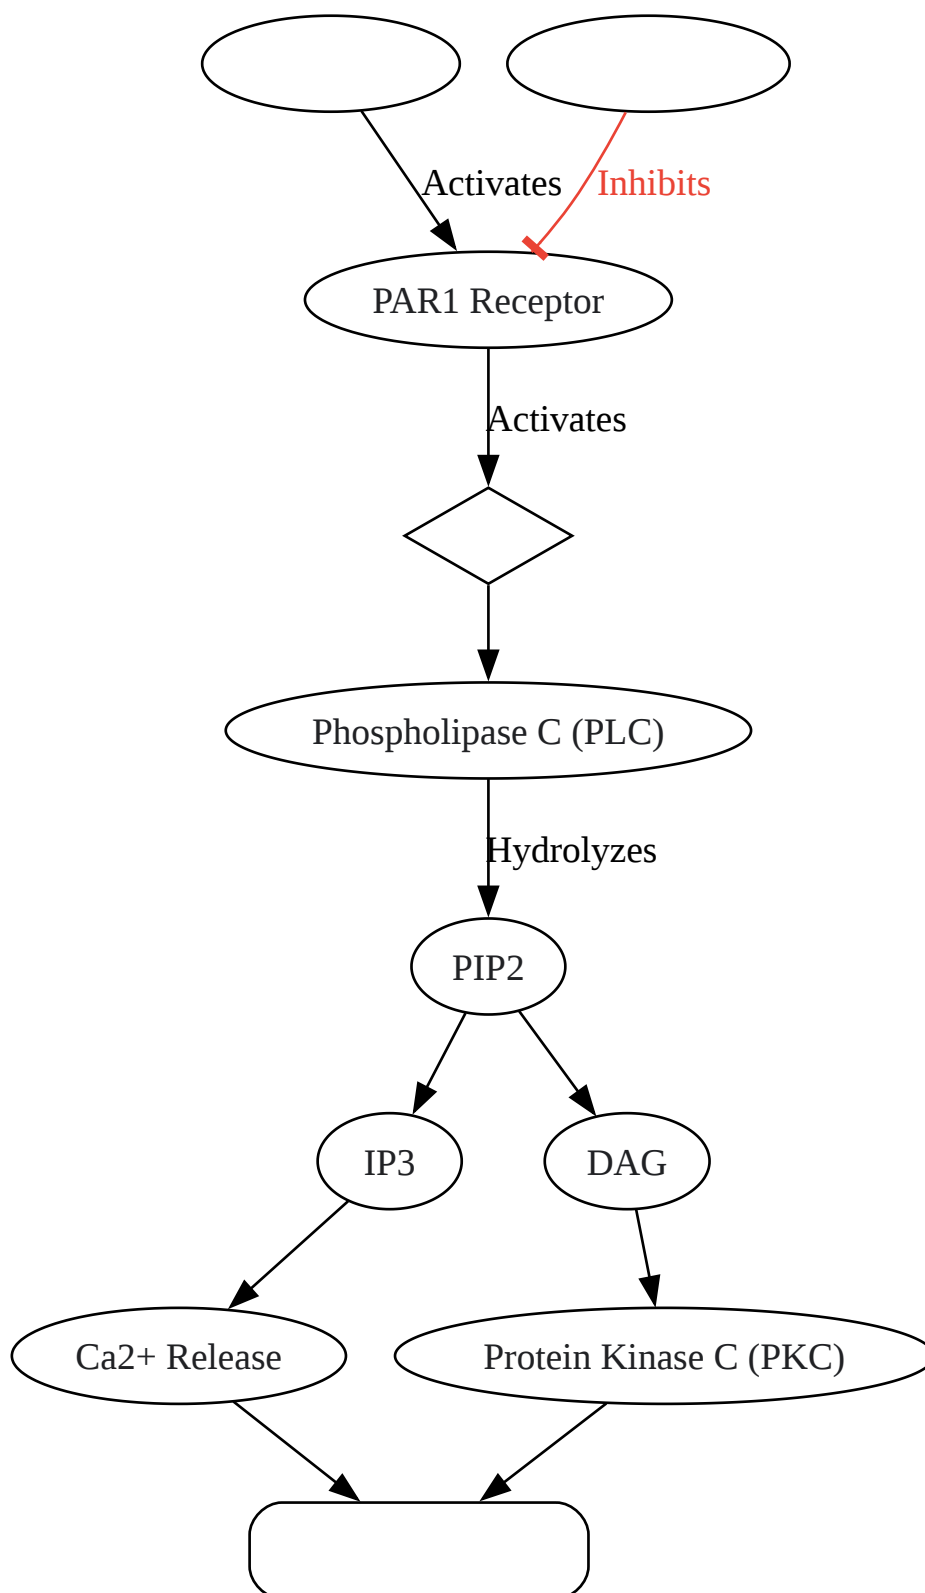 Activates
Inhibits
PAR1 Receptor
Activates
Phospholipase C (PLC)
Hydrolyzes
PIP2
IP3
DAG
Ca2+ Release
Protein Kinase C (PKC)